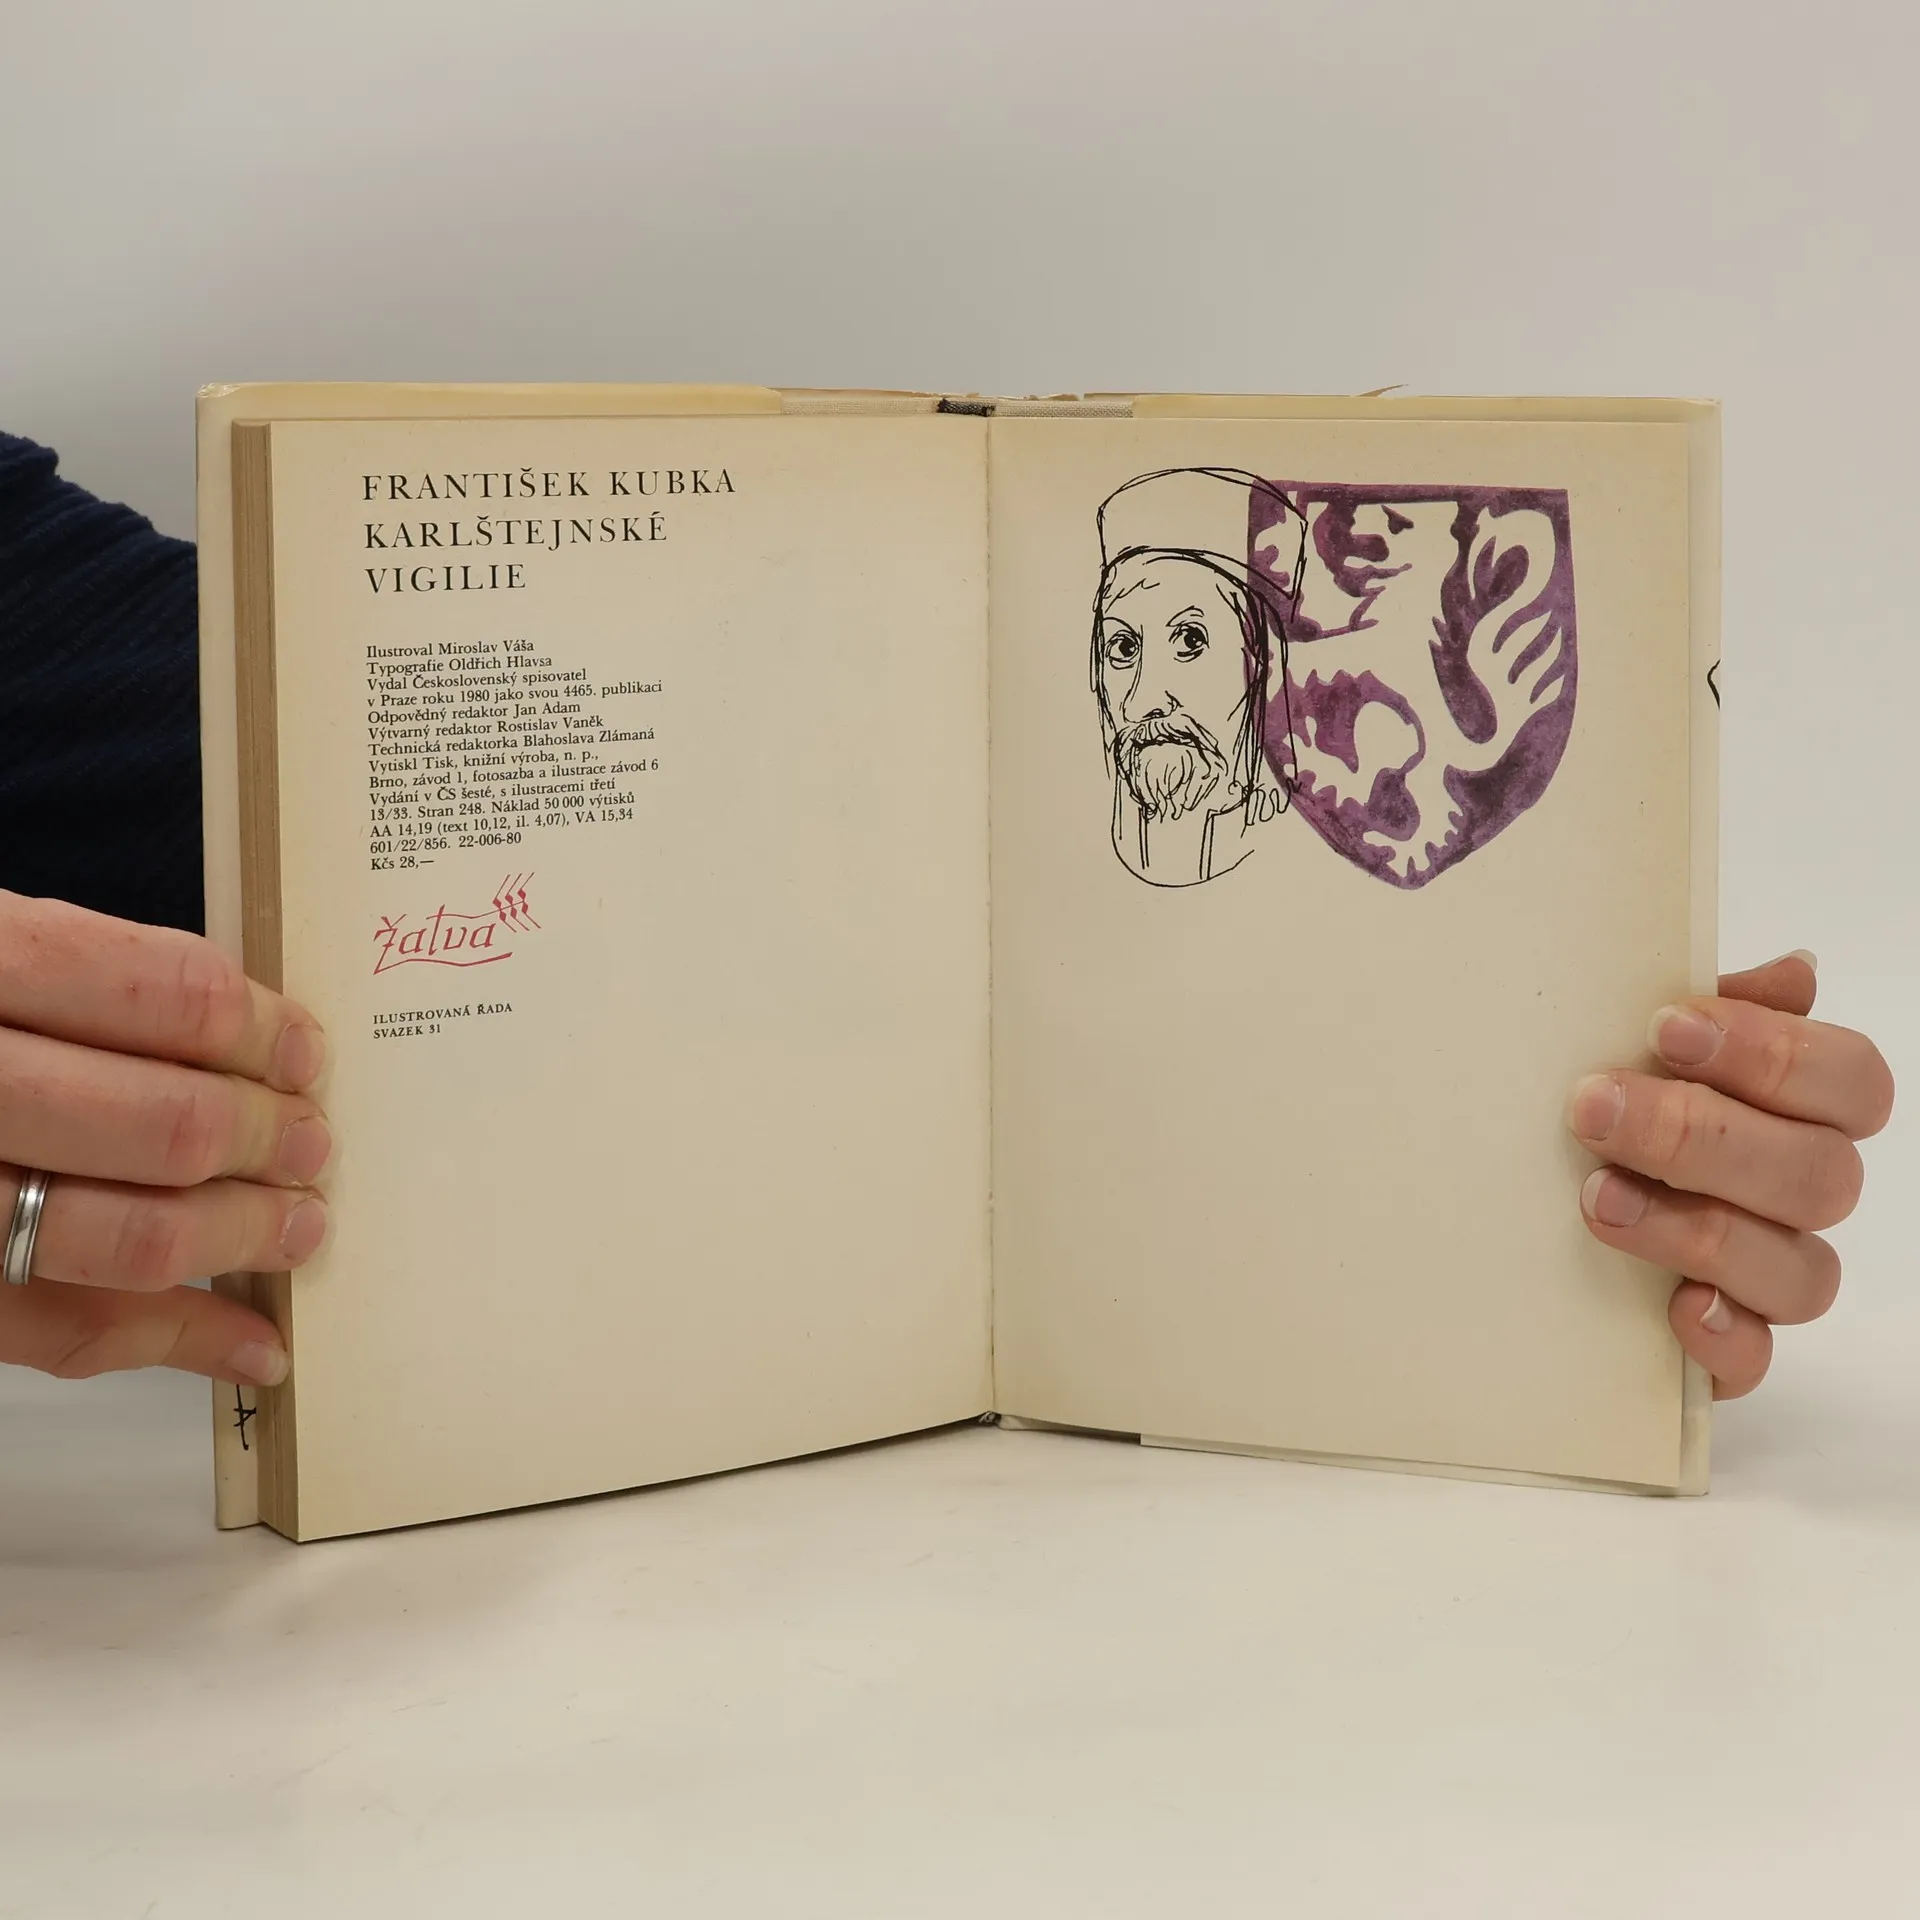 FRANTIŠEK KUBKA
KARLŠTEJNSKÉ
VIGILIE
Ilustroval Miroslav Váša
Typografie Oldřich Hlavsa
Vydal Československý spisovatel
v Praze roku 1980 jako svou 4465. publikaci
Odpovědný redaktor Jan Adam
Výtvarný redaktor Rostislav Vaněk
Technická redaktorka Blahoslava Zlámaná
Vytiskl Tisk, knižní výroba, n. p.,
Brno, závod 1, fotosazba a ilustrace závod 6
Vydání v ČS šesté, s ilustracemi třetí
13/33. Stran 248. Náklad 50 000 výtisků
AA 14,19 (text 10,12, il. 4,07), VA 15,34
601/22/856. 22-006-80
Kčs 28,—
Žatva
ILUSTROVANÁ ŘADA
SVAZEK 31